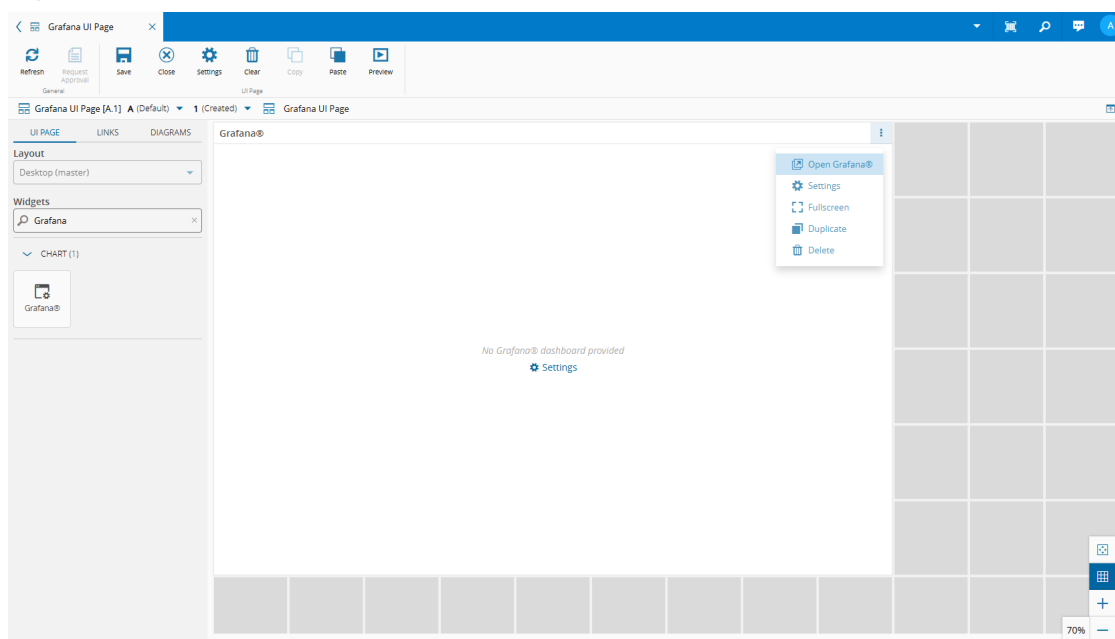 Grafana UI Page
A
Refresh
Request
Approval
Save
Close
Settings
Clear
Copy
Paste
Preview
General
UI Page
Grafana UI Page [A.1] A (Default) 1 (Created) Grafana UI Page
UI PAGE LINKS DIAGRAMS
Layout
Desktop (master)
Widgets
Grafana
CHART (1)
Grafana®
Grafana®
Open Grafana®
Settings
Fullscreen
Duplicate
Delete
No Grafana® dashboard provided
Settings
70%